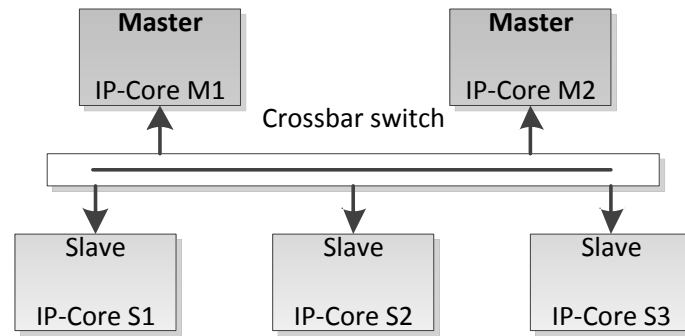 Master
IP-Core M1
Master
IP-Core M2
Crossbar switch
Slave
IP-Core S1
Slave
IP-Core S2
Slave
IP-Core S3